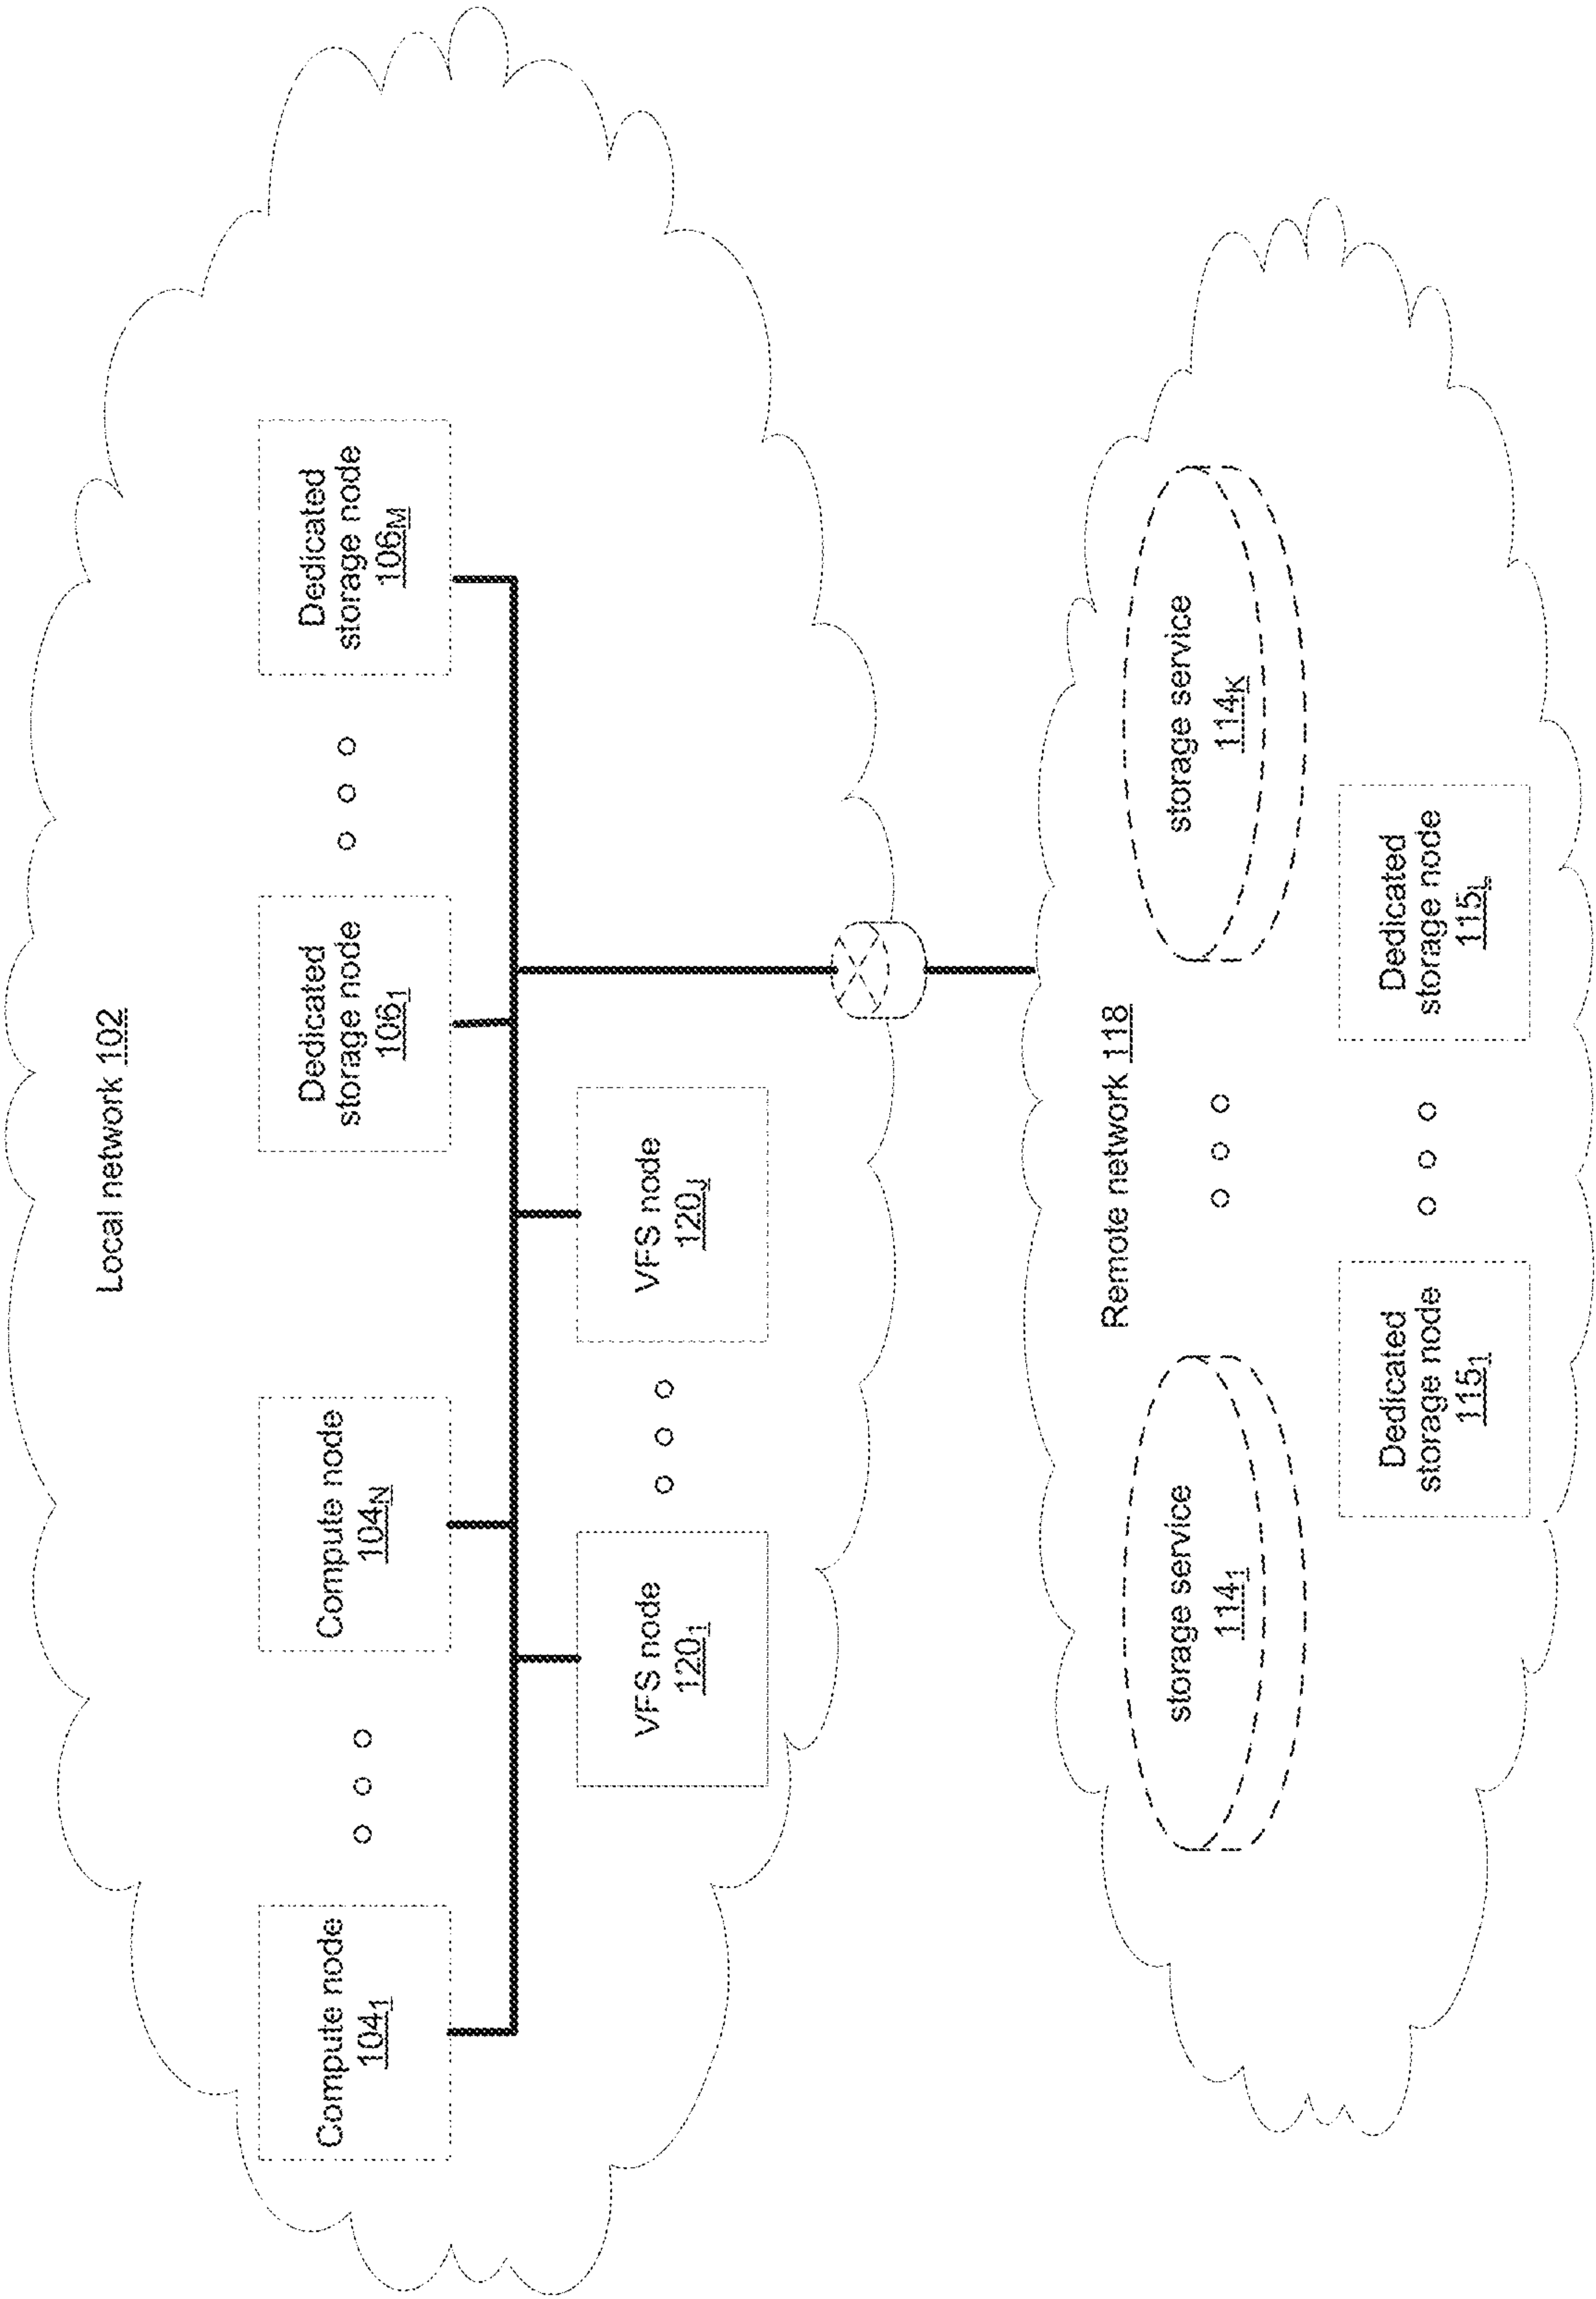 Local network 102
Compute node
104₁
Compute node
104N
Dedicated
storage node
106₁
Dedicated
storage node
106M
VFS node
120₁
VFS node
120J
Remote network 118
storage service
114₁
storage service
114K
Dedicated
storage node
115₁
Dedicated
storage node
115L